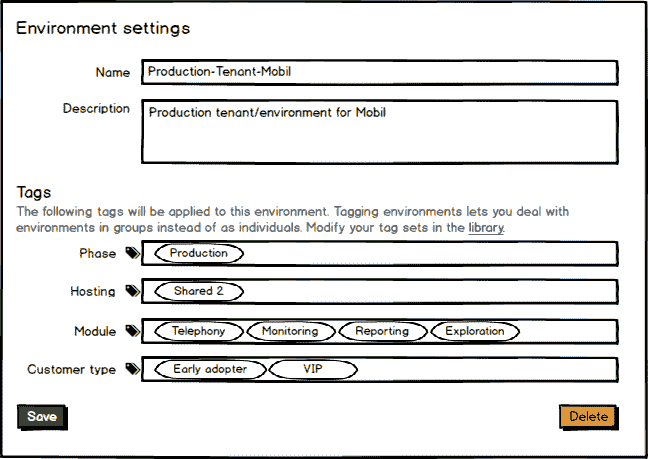 Environment settings
Name Production-Tenant-Mobil
Description Production tenant/environment for Mobil
Tags
The following tags will be applied to this environment. Tagging environments lets you deal with
environments in groups instead of as individuals. Modify your tag sets in the library.
Phase Production
Hosting Shared 2
Module Telephony Monitoring Reporting Exploration
Customer type Early adopter VIP
Save Delete